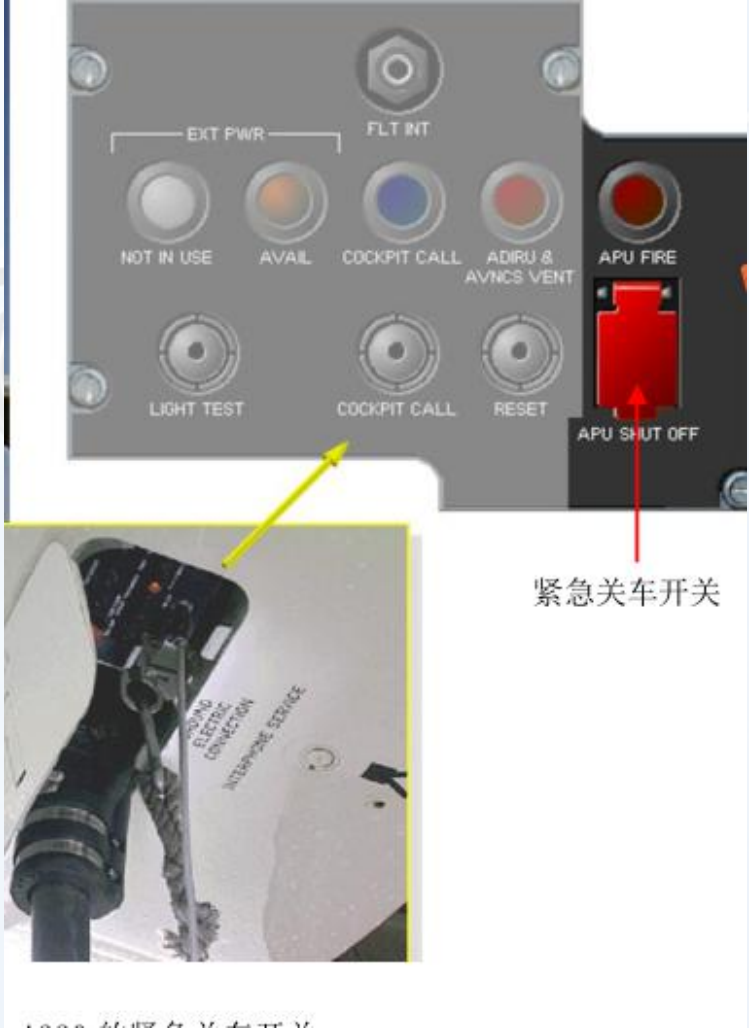 FLT INT
EXT PWR
NOT IN USE
AVAIL
COCKPIT CALL
ADIRU &
AVNCS VENT
APU FIRE
LIGHT TEST
COCKPIT CALL
RESET
APU SHUT OFF
紧急关车开关
GROUND
ELECTRIC
CONNECTION
INTERPHONE SERVICE
的紧急关车开关